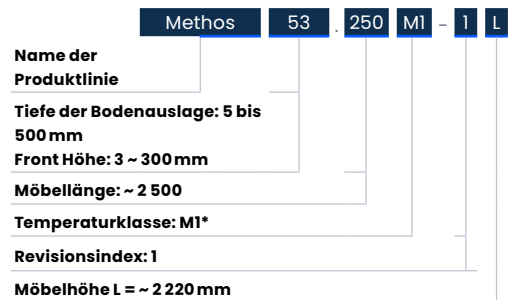 Methos 53 . 250 M1 – 1 L
Name der
Produktlinie
Tiefe der Bodenauslage: 5 bis
500 mm
Front Höhe: 3 ~ 300 mm
Möbellänge: ~ 2 500
Temperaturklasse: M1*
Revisionsindex: 1
Möbelhöhe L = ~ 2 220 mm